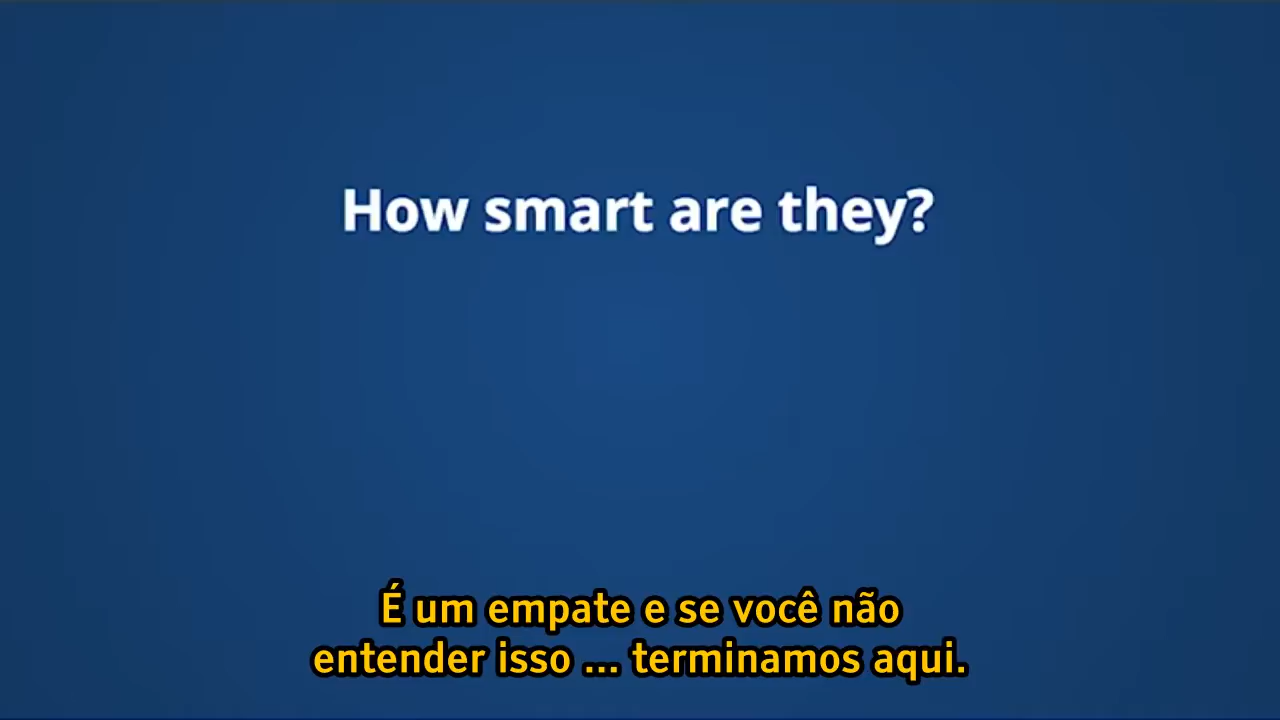 How smart are they?
É um empate e se você não
entender isso ... terminamos aqui.